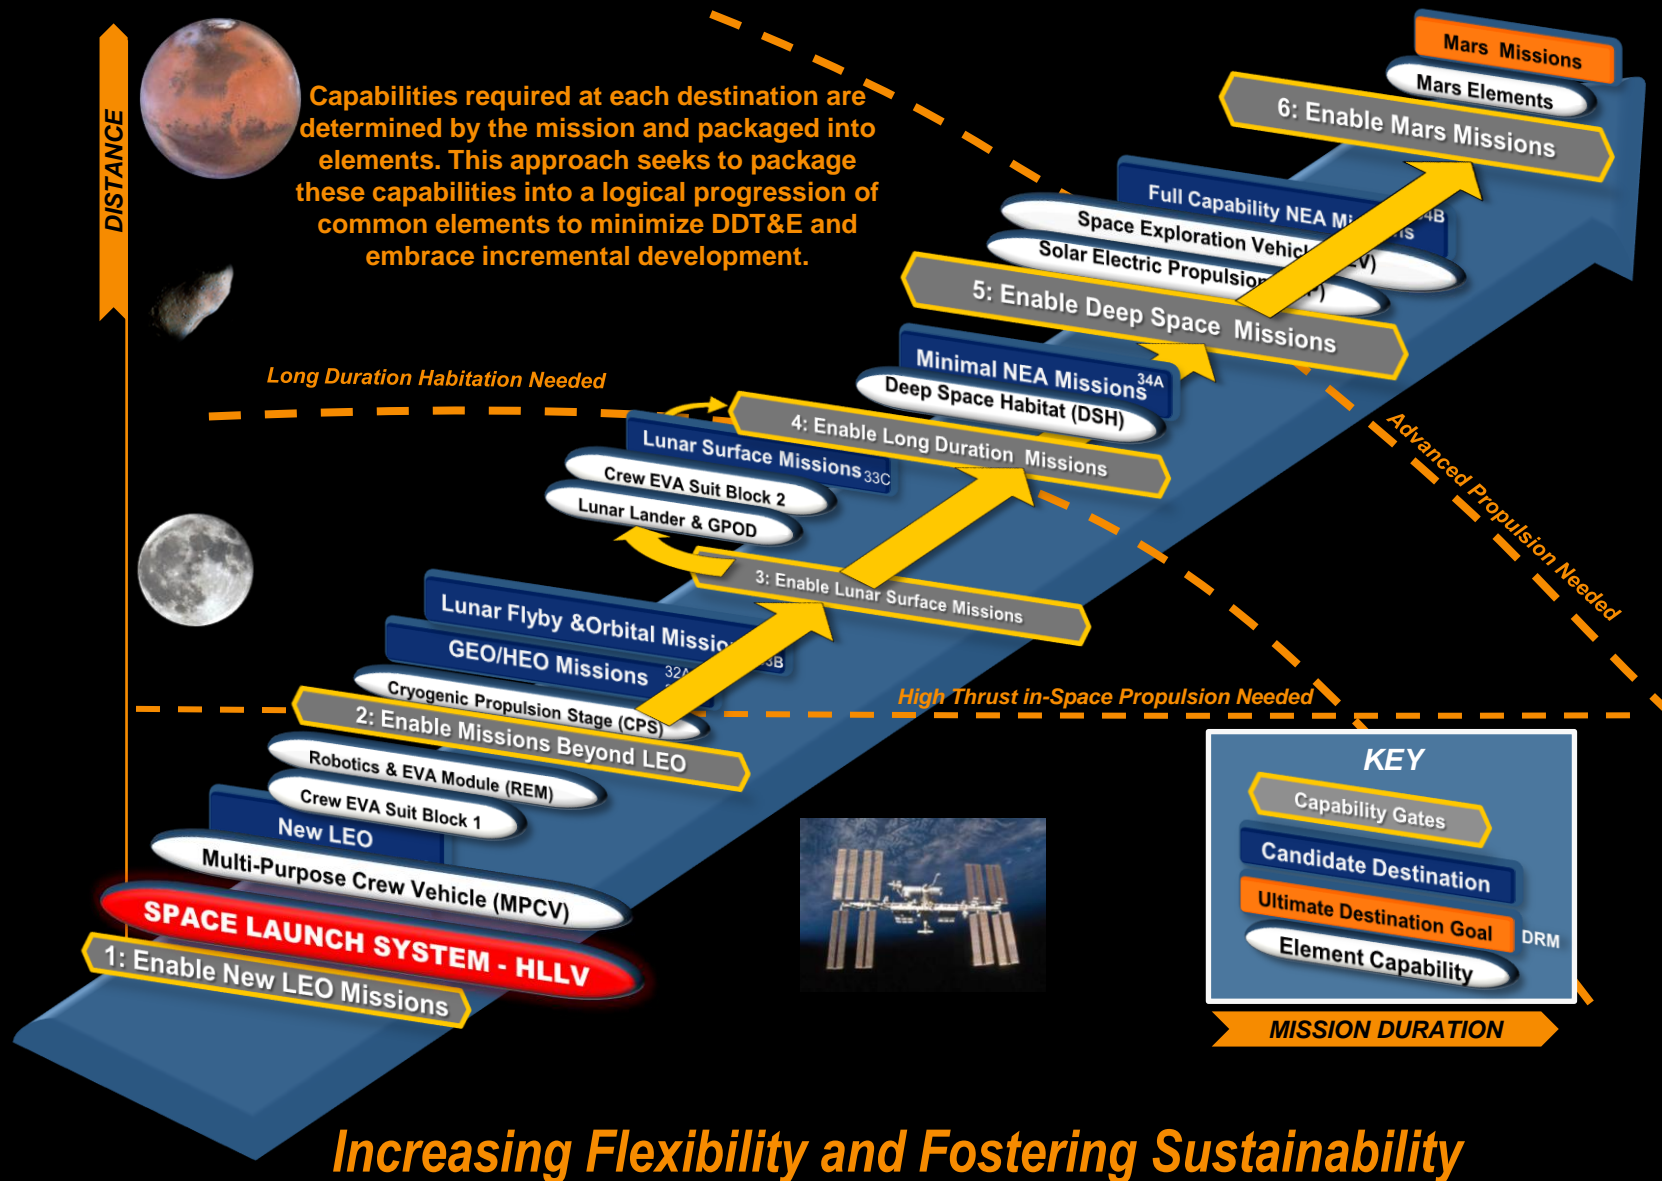 DISTANCE
Capabilities required at each destination are
determined by the mission and packaged into
elements. This approach seeks to package
these capabilities into a logical progression of
common elements to minimize DDT&E and
embrace incremental development.
Mars  Missions
Mars Elements
6: Enable Mars Missions
Full Capability NEA
34B
Space Exploration
Solar Electric Propulsion
5: Enable Deep Space  Missions
Minimal NEA Missions 34A
Deep Space Habitat (DSH)
Long Duration Habitation Needed
4: Enable Long Duration  Missions
Advanced Propulsion Needed
Lunar Surface Missions 33C
Crew EVA Suit Block 2
Lunar Lander & GPOD
3: Enable Lunar Surface Missions
Lunar Flyby &Orbital
GEO/HEO Missions
Cryogenic Propulsion Stage (CPS)
High Thrust in-Space Propulsion Needed
2: Enable Missions Beyond LEO
Robotics & EVA Module (REM)
Crew EVA Suit Block 1
New LEO
Multi-Purpose Crew Vehicle (MPCV)
SPACE LAUNCH SYSTEM - HLLV
1: Enable New LEO Missions
KEY
Capability Gates
Candidate Destination
Ultimate Destination Goal
DRM
Element Capability
MISSION DURATION
Increasing Flexibility and Fostering Sustainability